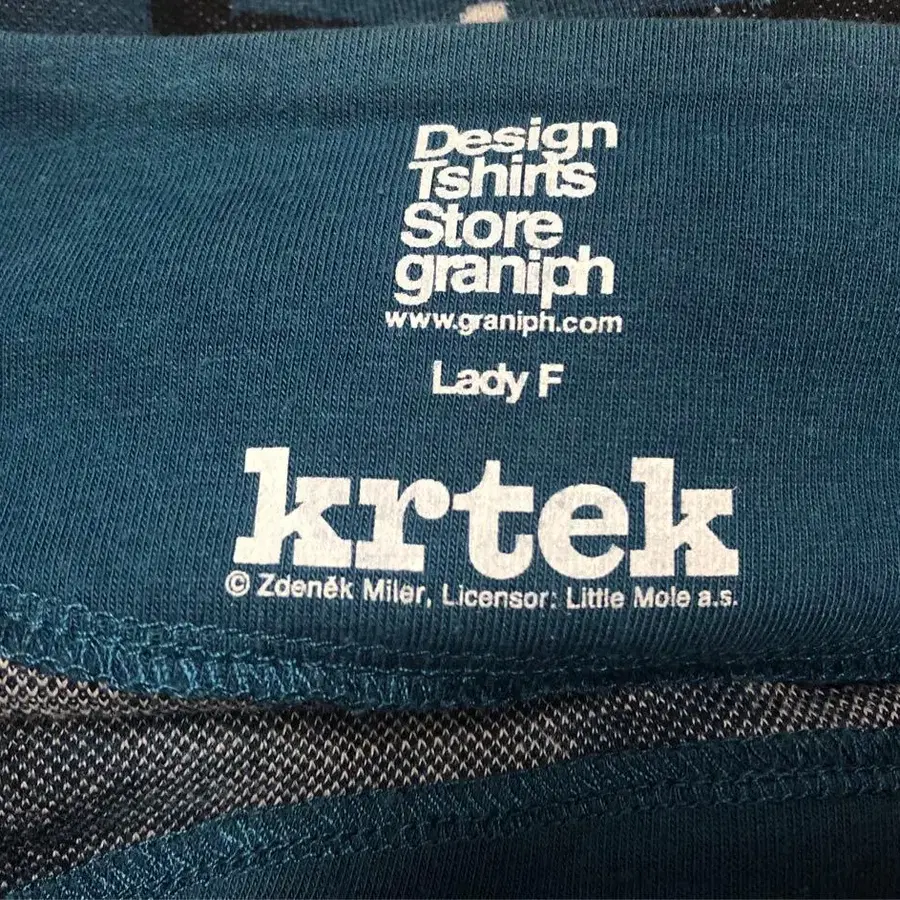 Design
Tshirts
Store
graniph
www.graniph.com
Lady F
krtek
© Zdeněk Miler, Licensor: Little Mole a.s.